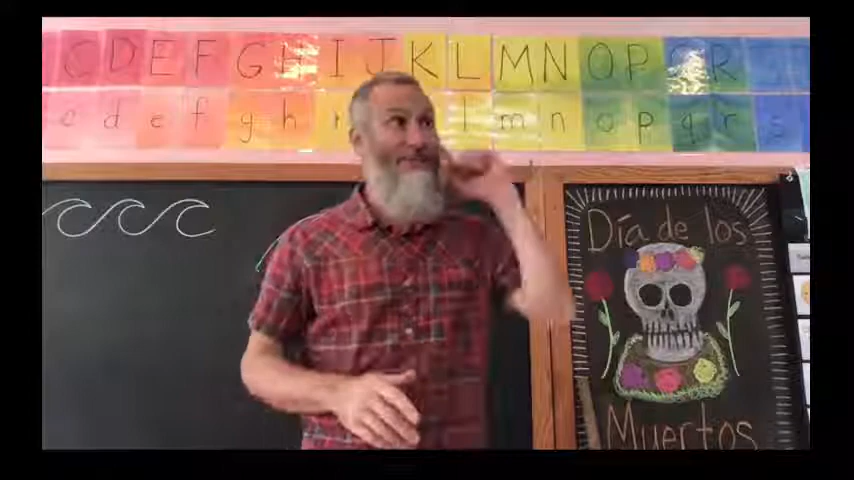 C D E F G H I J K L M N O P Q R
c d e f g h i m n o p q r s
Día de los
Muertos